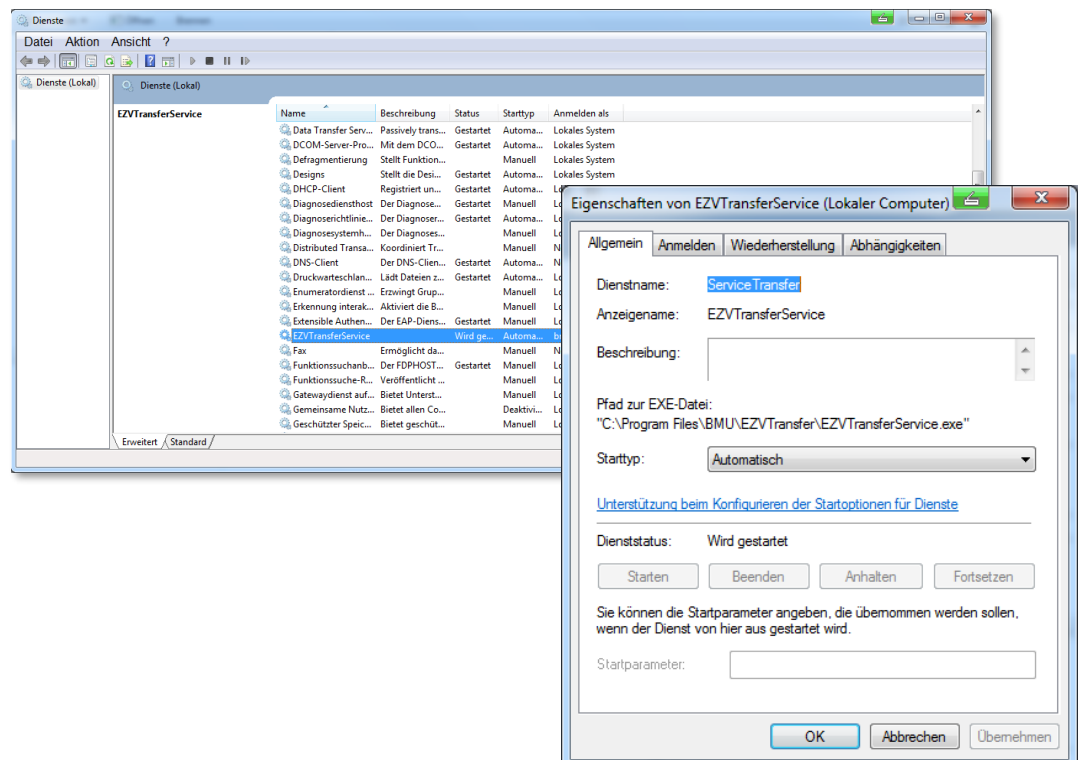 Dienste
Datei Aktion Ansicht ?
Dienste (Lokal)
Dienste (Lokal)
EZVTransferService
Name Beschreibung Status Starttyp Anmelden als
Data Transfer Serv... Passively trans... Gestartet Automa... Lokales System
DCOM-Server-Pro... Mit dem DCO... Gestartet Automa... Lokales System
Defragmentierung Stellt Funktion... Manuell Lokales System
Designs Stellt die Desi... Gestartet Automa... Lokales System
DHCP-Client Registriert un... Gestartet Automa...
Diagnosediensthost Der Diagnose... Gestartet Manuell
Diagnoserichtlinie... Der Diagnoser... Gestartet Automa...
Diagnosesystemh... Der Diagnoses... Manuell
Distributed Transa... Koordiniert Tr... Manuell
DNS-Client Der DNS-Clien... Gestartet Automa...
Druckwarteschlan... Lädt Dateien z... Gestartet Automa...
Enumeratordienst ... Erzwingt Grup... Manuell
Erkennung interak... Aktiviert die B... Manuell
Extensible Authen... Der EAP-Diens... Gestartet Manuell
EZVTransferService Wird ge... Automa...
Fax Ermöglicht da... Manuell
Funktionssuchanb... Der FDPHOST... Gestartet Manuell
Funktionssuche-R... Veröffentlicht ... Manuell
Gatewaydienst auf... Bietet Unterst... Manuell
Gemeinsame Nutz... Bietet allen Co... Deaktivi...
Geschützter Speic... Bietet geschüt... Manuell
Erweitert Standard
Eigenschaften von EZVTransferService (Lokaler Computer)
Allgemein Anmelden Wiederherstellung Abhängigkeiten
Dienstname: ServiceTransfer
Anzeigename: EZVTransferService
Beschreibung:
Pfad zur EXE-Datei:
"C:\Program Files\BMU\EZVTransfer\EZVTransferService.exe"
Starttyp: Automatisch
Unterstützung beim Konfigurieren der Startoptionen für Dienste
Dienststatus: Wird gestartet
Starten Beenden Anhalten Fortsetzen
Sie können die Startparameter angeben, die übernommen werden sollen,
wenn der Dienst von hier aus gestartet wird.
Startparameter:
OK Abbrechen Übernehmen